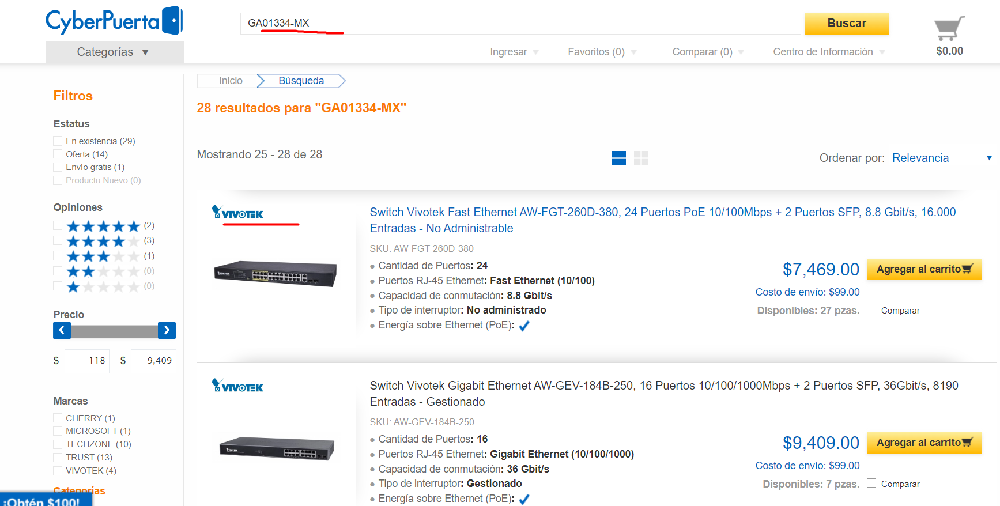 CyberPuerta
GA01334-MX
Buscar
Categorías ▼
Ingresar
Favoritos (0)
Comparar (0)
Centro de Información
$0.00
Inicio
Búsqueda
Filtros
28 resultados para "GA01334-MX"
Estatus
En existencia (29)
Oferta (14)
Envío gratis (1)
Producto Nuevo (0)
Mostrando 25 - 28 de 28
Ordenar por: Relevancia
Opiniones
(2)
(3)
(1)
(0)
(0)
Precio
$ 118 $ 9,409
Marcas
CHERRY (1)
MICROSOFT (1)
TECHZONE (10)
TRUST (13)
VIVOTEK (4)
Categorías
¡Obtén $100!
VIVOTEK
VIVOTEK
Switch Vivotek Fast Ethernet AW-FGT-260D-380, 24 Puertos PoE 10/100Mbps + 2 Puertos SFP, 8.8 Gbit/s, 16.000
Entradas - No Administrable
SKU: AW-FGT-260D-380
• Cantidad de Puertos: 24
• Puertos RJ-45 Ethernet: Fast Ethernet (10/100)
• Capacidad de conmutación: 8.8 Gbit/s
• Tipo de interruptor: No administrado
• Energía sobre Ethernet (PoE):
$7,469.00
Agregar al carrito
Costo de envío: $99.00
Disponibles: 27 pzas.
Comparar
VIVOTEK
VIVOTEK
Switch Vivotek Gigabit Ethernet AW-GEV-184B-250, 16 Puertos 10/100/1000Mbps + 2 Puertos SFP, 36Gbit/s, 8190
Entradas - Gestionado
SKU: AW-GEV-184B-250
• Cantidad de Puertos: 16
• Puertos RJ-45 Ethernet: Gigabit Ethernet (10/100/1000)
• Capacidad de conmutación: 36 Gbit/s
• Tipo de interruptor: Gestionado
• Energía sobre Ethernet (PoE):
$9,409.00
Agregar al carrito
Costo de envío: $99.00
Disponibles: 7 pzas.
Comparar